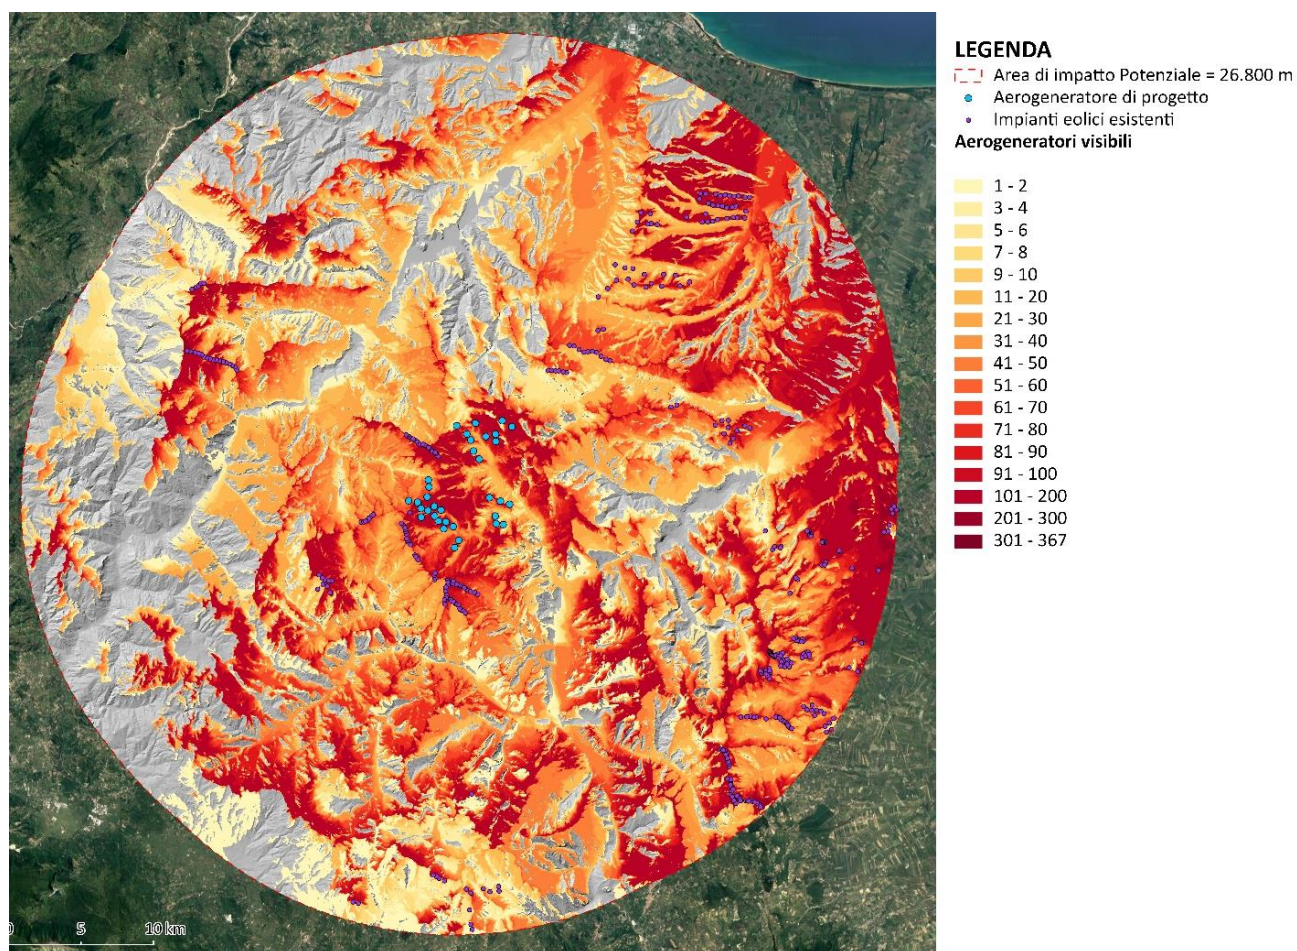 LEGENDA
Area di impatto Potenziale = 26.800 m
Aerogeneratore di progetto
Impianti eolici esistenti
Aerogeneratori visibili
1 - 2
3 - 4
5 - 6
7 - 8
9 - 10
11 - 20
21 - 30
31 - 40
41 - 50
51 - 60
61 - 70
71 - 80
81 - 90
91 - 100
101 - 200
201 - 300
301 - 367
0 5 10 km